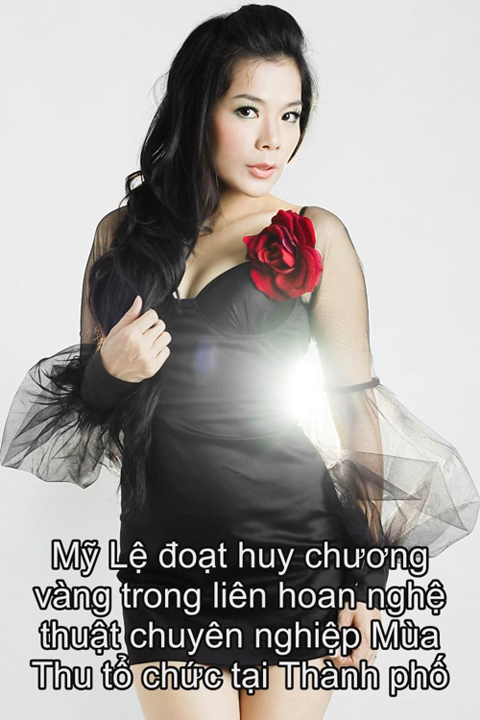 Mỹ Lệ đoạt huy chương
vàng trong liên hoan nghệ
thuật chuyên nghiệp Mùa
Thu tổ chức tại Thành phố